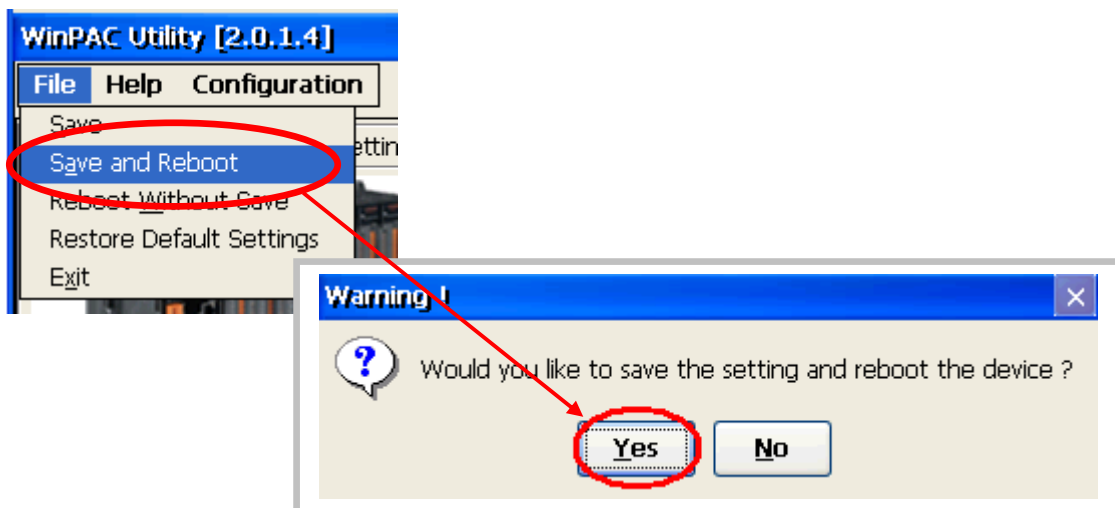 WinPAC Utility [2.0.1.4]
File Help Configuration
Save
Save and Reboot
Reboot Without Save
Restore Default Settings
Exit
Warning !
Would you like to save the setting and reboot the device ?
Yes No